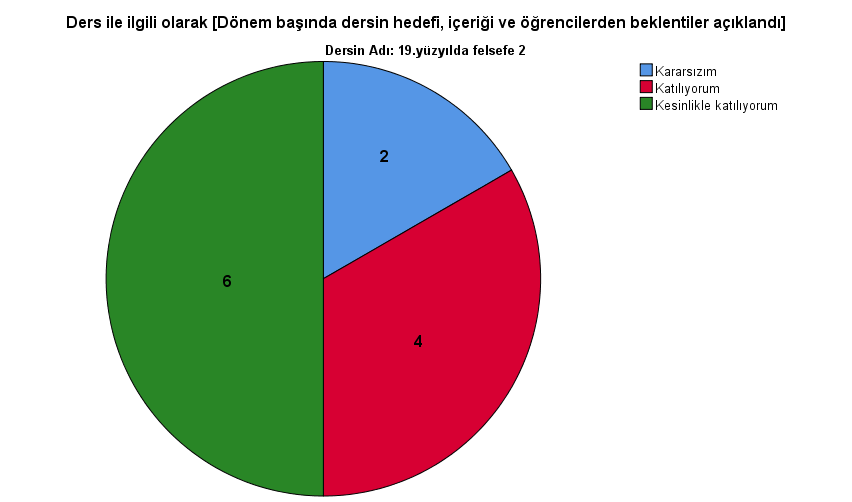 Ders ile ilgili olarak [Dönem başında dersin hedefi, içeriği ve öğrencilerden beklentiler açıklandı]
Dersin Adı: 19.yüzyılda felsefe 2
Kararsızım
Katılıyorum
Kesinlikle katılıyorum
2
6
4